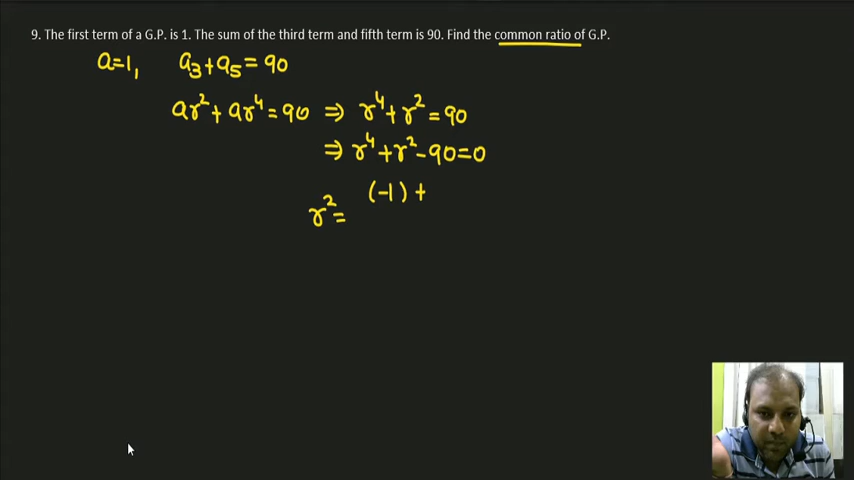 9. The first term of a G.P. is 1. The sum of the third term and fifth term is 90. Find the common ratio of G.P.
a=1, a₃+a₅=90
ar²+ar⁴=90 ⇒ r⁴+r²=90
⇒ r⁴+r²-90=0
r²= (-1) +